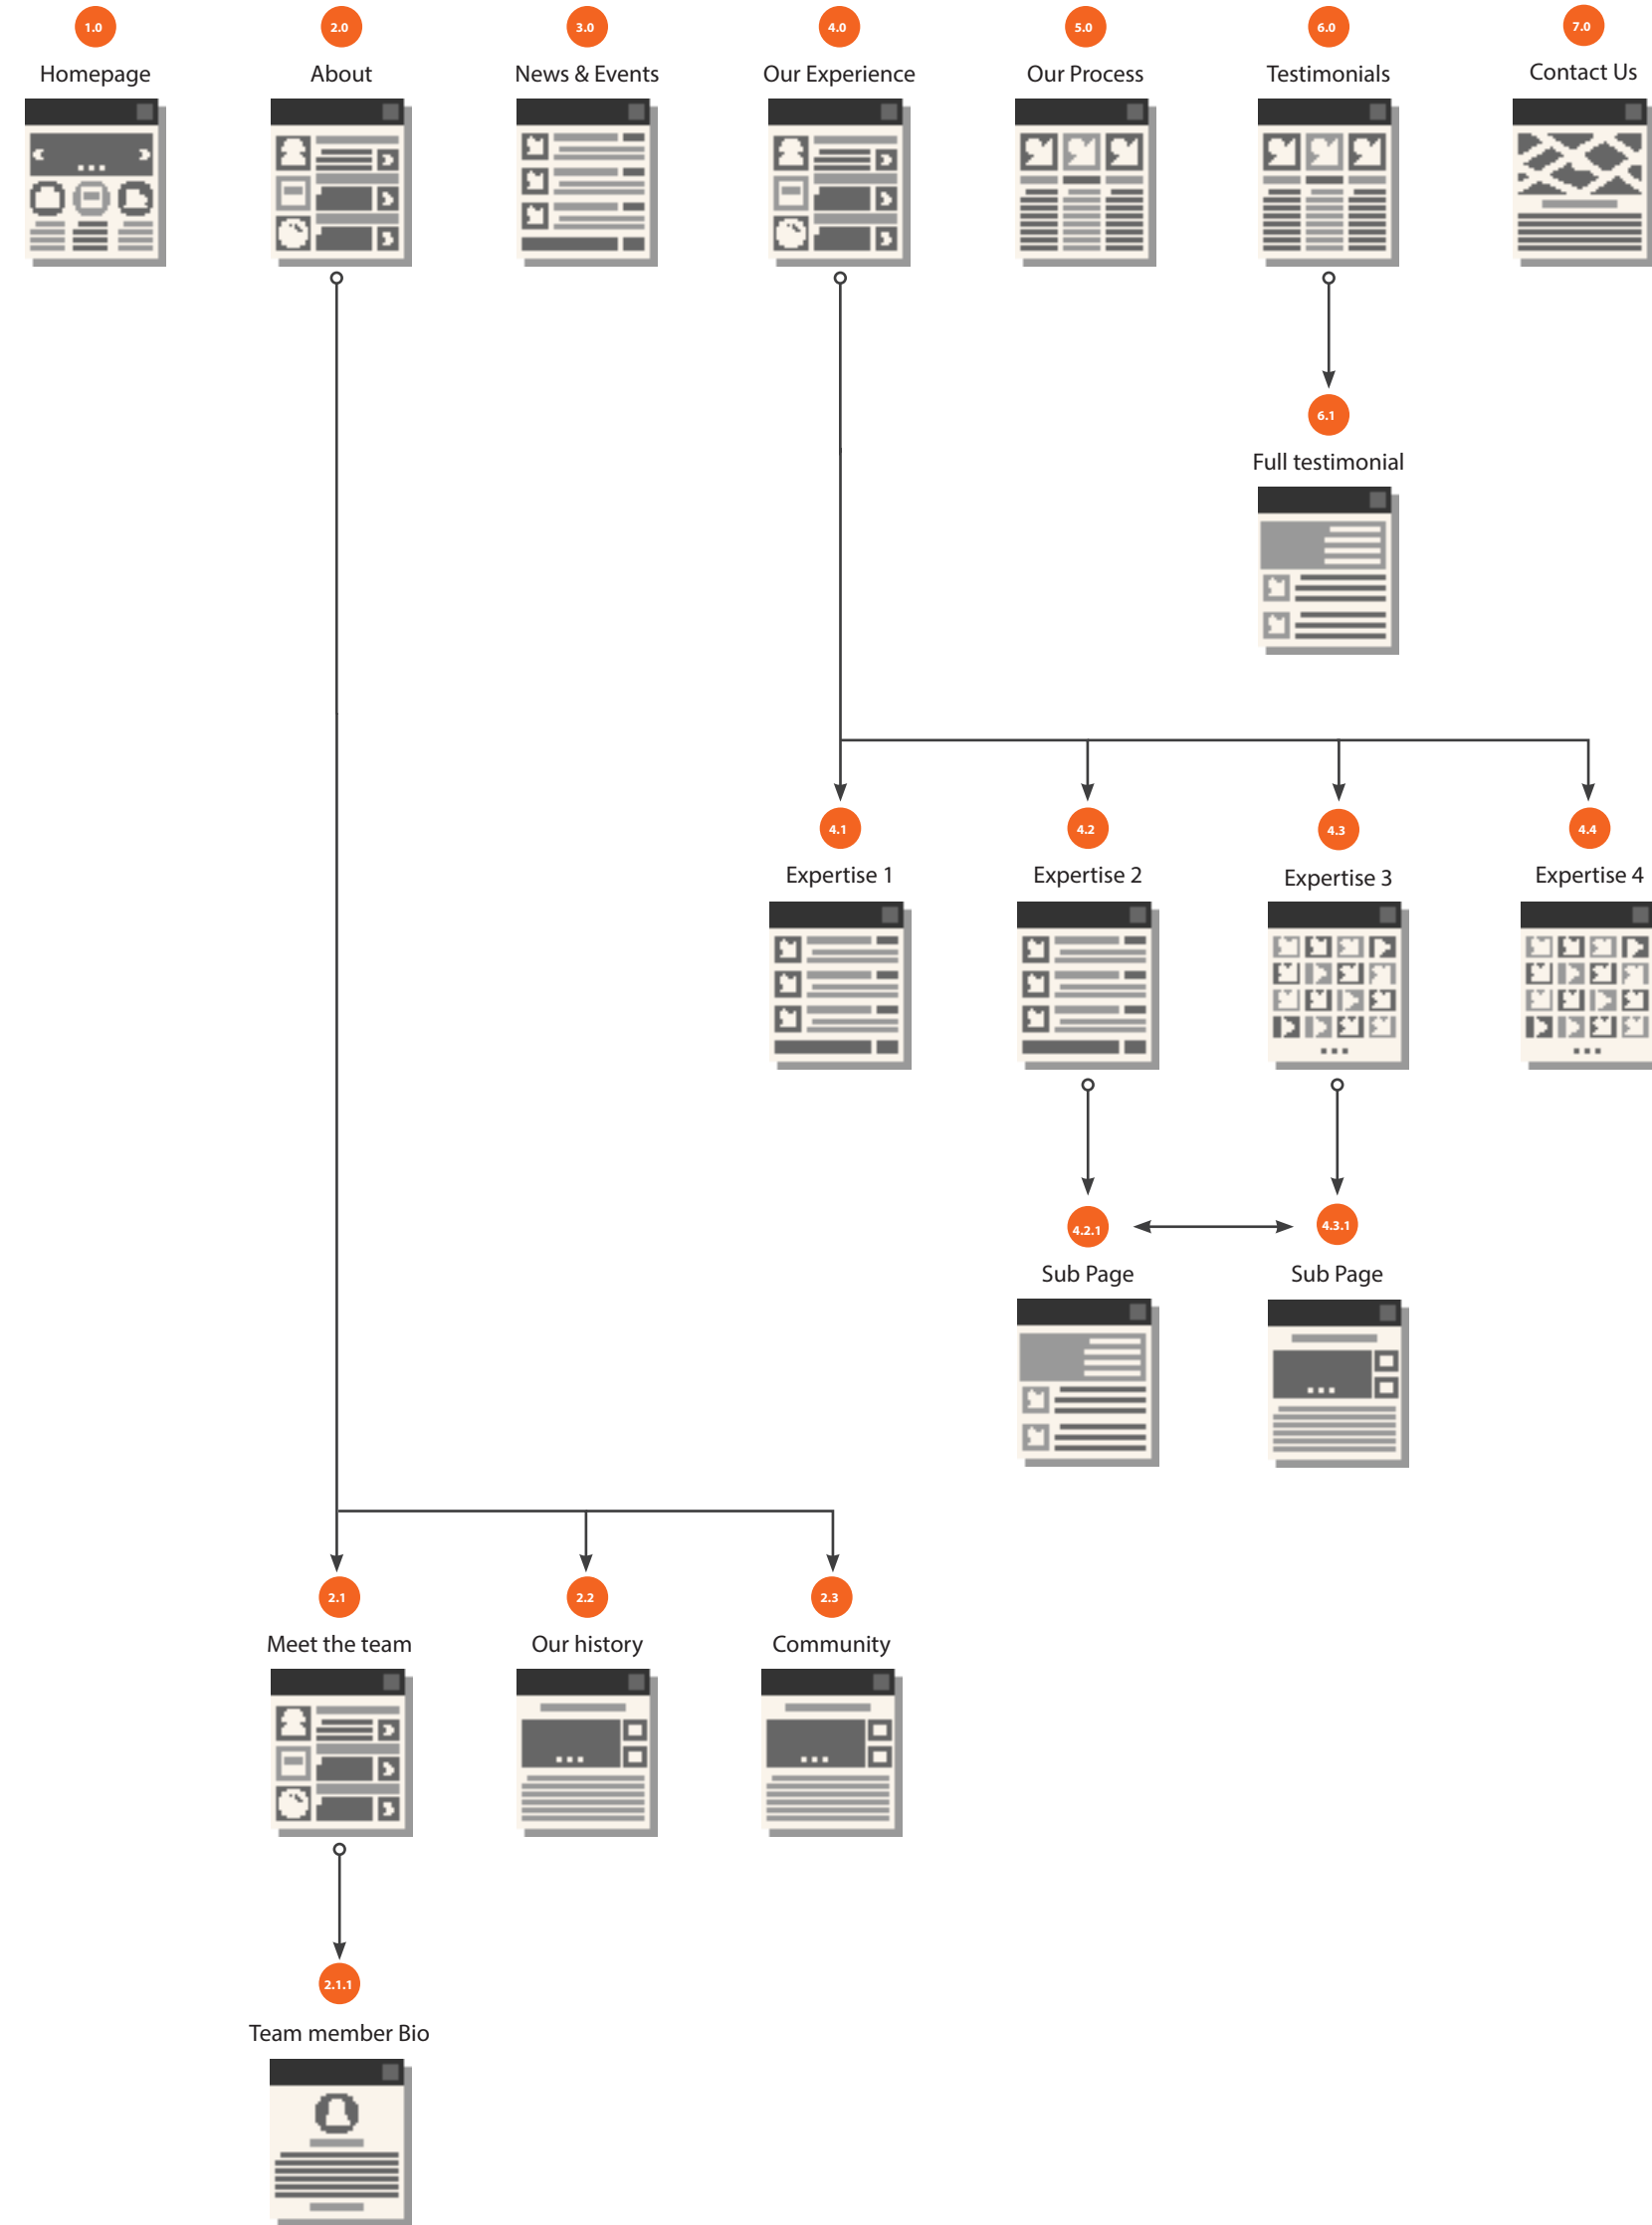 1.0
2.0
3.0
4.0
5.0
6.0
7.0
Homepage
About
News & Events
Our Experience
Our Process
Testimonials
Contact Us
6.1
Full testimonial
4.1
4.2
4.3
4.4
Expertise 1
Expertise 2
Expertise 3
Expertise 4
4.2.1
4.3.1
Sub Page
Sub Page
2.1
2.2
2.3
Meet the team
Our history
Community
2.1.1
Team member Bio